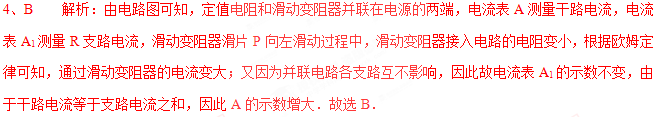 4、B 解析：由电路图可知，定值电阻和滑动变阻器并联在电源的两端，电流表 A 测量干路电流，电流
表 A₁测量 R 支路电流，滑动变阻器滑片 P 向左滑动过程中，滑动变阻器接入电路的电阻变小，根据欧姆定
律可知，通过滑动变阻器的电流变大；又因为并联电路各支路互不影响，因此故电流表 A₁ 的示数不变，由
于干路电流等于支路电流之和，因此 A 的示数增大．故选 B．